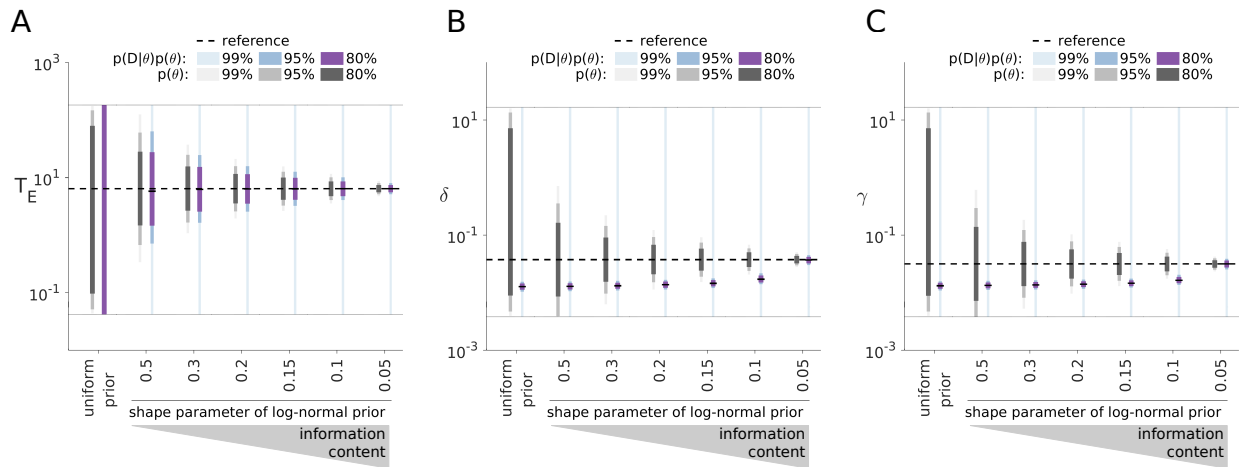 A
reference
p(D|θ)p(θ): 99% 95% 80%
p(θ): 99% 95% 80%
10³
10¹
10⁻¹
T_E
uniform prior
0.5
0.3
0.2
0.15
0.1
0.05
shape parameter of log-normal prior
information
content
B
reference
p(D|θ)p(θ): 99% 95% 80%
p(θ): 99% 95% 80%
10¹
10⁻¹
10⁻³
δ
uniform prior
0.5
0.3
0.2
0.15
0.1
0.05
shape parameter of log-normal prior
information
content
C
reference
p(D|θ)p(θ): 99% 95% 80%
p(θ): 99% 95% 80%
10¹
10⁻¹
10⁻³
γ
uniform prior
0.5
0.3
0.2
0.15
0.1
0.05
shape parameter of log-normal prior
information
content